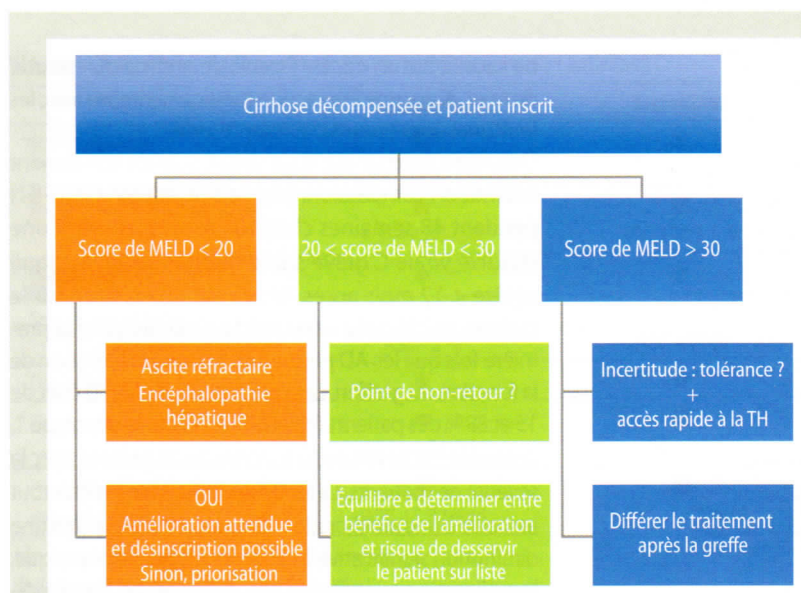 Cirrhose décompensée et patient inscrit
Score de MELD < 20
20 < score de MELD < 30
Score de MELD > 30
Ascite réfractaire
Encéphalopathie
hépatique
Point de non-retour ?
Incertitude : tolérance ?
+
accès rapide à la TH
OUI
Amélioration attendue
et désinscription possible
Sinon, priorisation
Équilibre à déterminer entre
bénéfice de l'amélioration
et risque de desservir
le patient sur liste
Différer le traitement
après la greffe